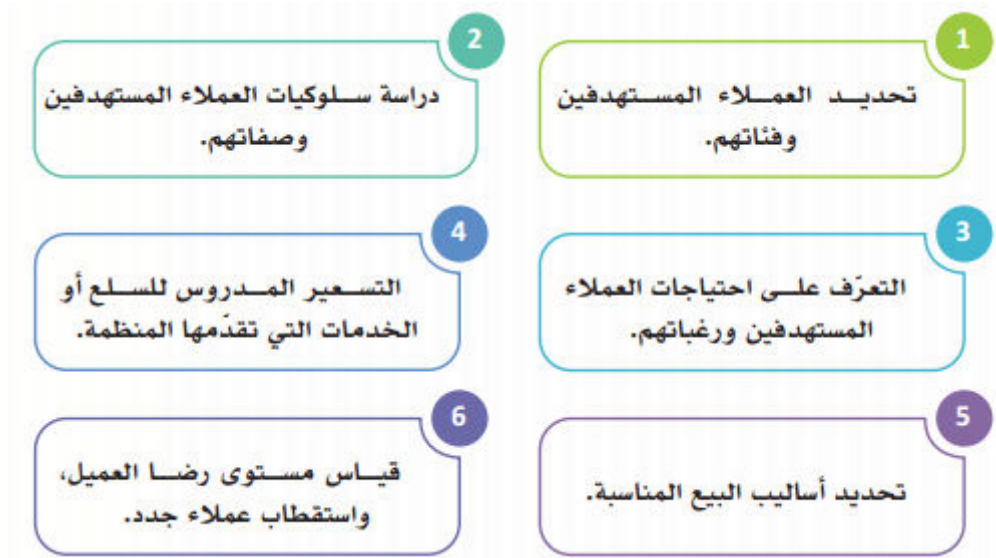 1
تحديد العملاء المستهدفين
وفئاتهم.
2
دراسة سلوكيات العملاء المستهدفين
وصفاتهم.
3
التعرّف على احتياجات العملاء
المستهدفين ورغباتهم.
4
التسعير المدروس للسلع أو
الخدمات التي تقدّمها المنظمة.
5
تحديد أساليب البيع المناسبة.
6
قياس مستوى رضا العميل،
واستقطاب عملاء جدد.